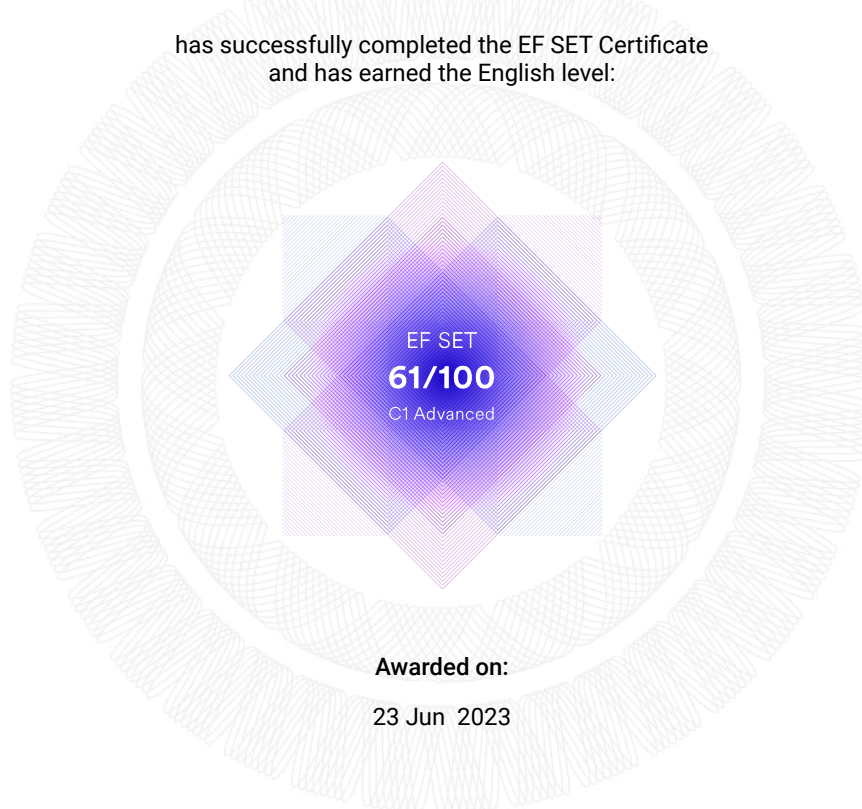 has successfully completed the EF SET Certificate
and has earned the English level:
EF SET
61/100
C1 Advanced
Awarded on:
23 Jun 2023